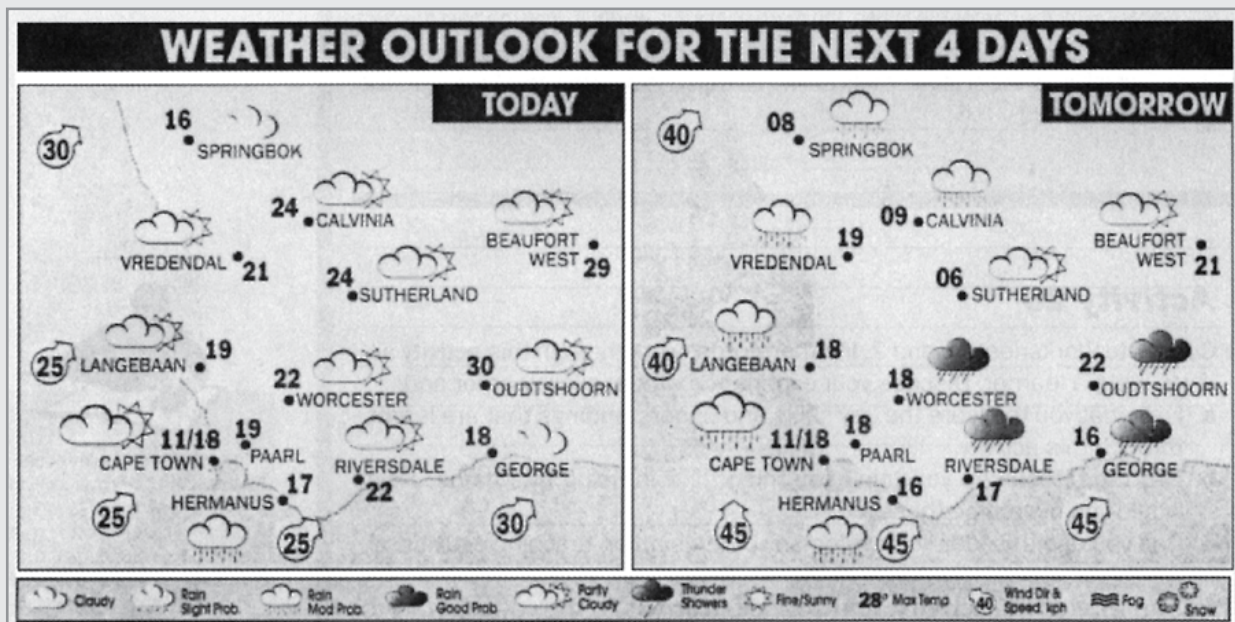 WEATHER OUTLOOK FOR THE NEXT 4 DAYS
TODAY
30
16
SPRINGBOK
24
CALVINIA
BEAUFORT
WEST
29
VREDENDAL
21
24
SUTHERLAND
25
LANGEBAAN
19
22
WORCESTER
30
OUDTSHOORN
11/18
CAPE TOWN
19
PAARL
RIVERSDALE
22
18
GEORGE
HERMANUS
17
25
25
30
TOMORROW
40
08
SPRINGBOK
09
CALVINIA
BEAUFORT
WEST
21
VREDENDAL
19
06
SUTHERLAND
40
LANGEBAAN
18
18
WORCESTER
22
OUDTSHOORN
11/18
CAPE TOWN
18
PAARL
RIVERSDALE
17
16
GEORGE
HERMANUS
16
45
45
45
Cloudy
Rain
Slight Prob.
Rain
Mod Prob.
Rain
Good Prob.
Partly
Cloudy
Thunder
Showers
Fine/Sunny
28° Max Temp
40
Wind Dir &
Speed. kph
Fog
Snow